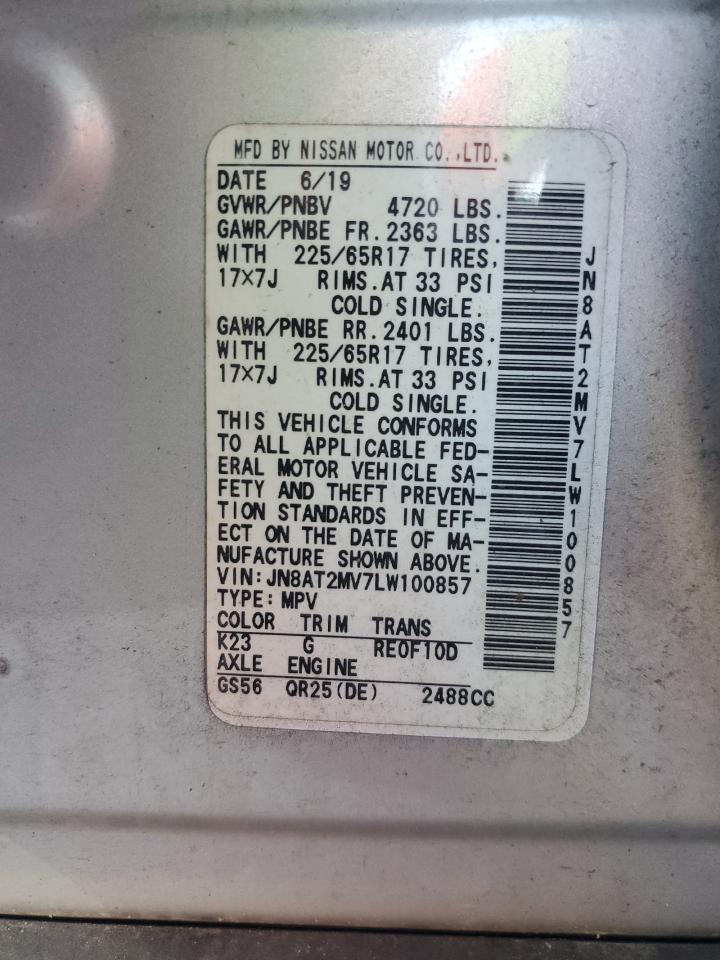 MFD BY NISSAN MOTOR CO.,LTD.
DATE 6/19
GVWR/PNBV 4720 LBS.
GAWR/PNBE FR. 2363 LBS.
WITH 225/65R17 TIRES,
17×7J RIMS.AT 33 PSI
COLD SINGLE.
GAWR/PNBE RR. 2401 LBS.
WITH 225/65R17 TIRES,
17×7J RIMS.AT 33 PSI
COLD SINGLE.
THIS VEHICLE CONFORMS
TO ALL APPLICABLE FED-
ERAL MOTOR VEHICLE SA-
FETY AND THEFT PREVEN-
TION STANDARDS IN EFF-
ECT ON THE DATE OF MA-
NUFACTURE SHOWN ABOVE.
VIN:JN8AT2MV7LW100857
TYPE:MPV
COLOR TRIM TRANS
K23 G RE0F10D
AXLE ENGINE
GS56 QR25(DE) 2488CC
JN8AT2MV7LW100857